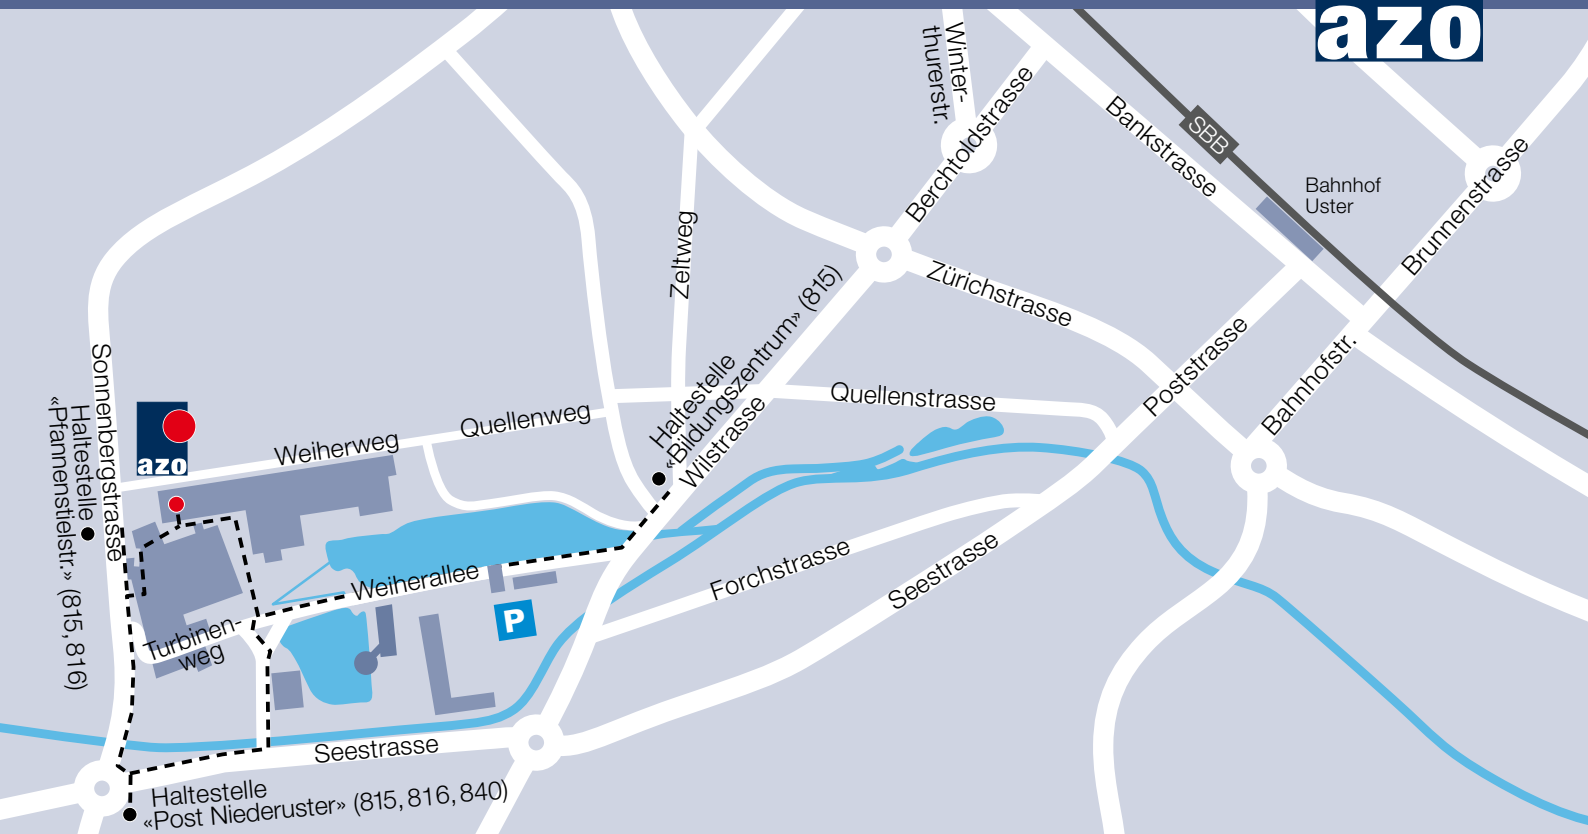 azo
Winter-
thurerstr.
Berchtoldstrasse
Bankstrasse
SBB
Bahnhof
Uster
Brunnenstrasse
Zeltweg
Zürichstrasse
Haltestelle
«Bildungszentrum» (815)
Wilstrasse
Poststrasse
Bahnhofstr.
Quellenstrasse
Quellenweg
Weiherweg
Sonnenbergstrasse
Haltestelle
«Pfannenstielstr.» (815, 816)
azo
Weiherallee
Forchstrasse
Seestrasse
P
Turbinen-
weg
Seestrasse
Haltestelle
«Post Niederuster» (815, 816, 840)